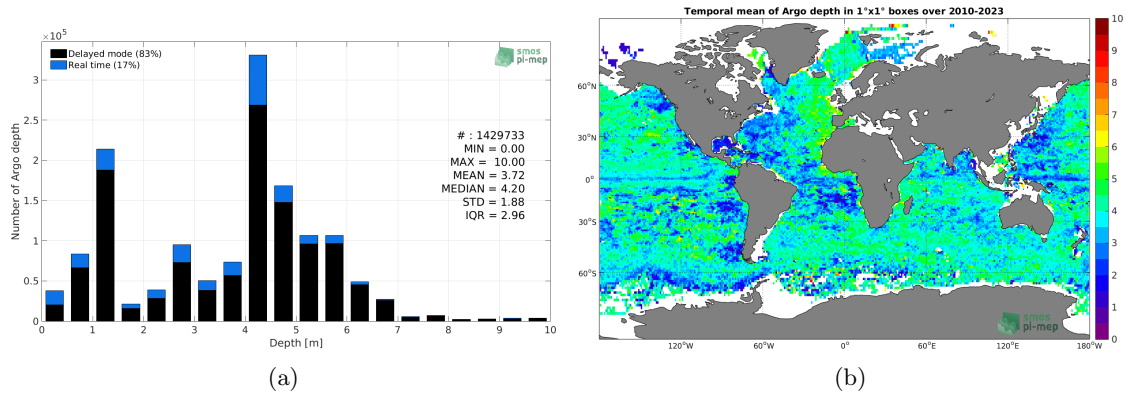 ×10⁵
Delayed mode (83%)
Real time (17%)
smos
pi-mep
Number of Argo depth
3
2.5
2
1.5
1
0.5
0
# : 1429733
MIN = 0.00
MAX = 10.00
MEAN = 3.72
MEDIAN = 4.20
STD = 1.88
IQR = 2.96
0 1 2 3 4 5 6 7 8 9 10
Depth [m]
(a)
Temporal mean of Argo depth in 1°x1° boxes over 2010-2023
60°N
30°N
0°
30°S
60°S
120°W 60°W 0° 60°E 120°E 180°W
smos
pi-mep
10
9
8
7
6
5
4
3
2
1
0
(b)